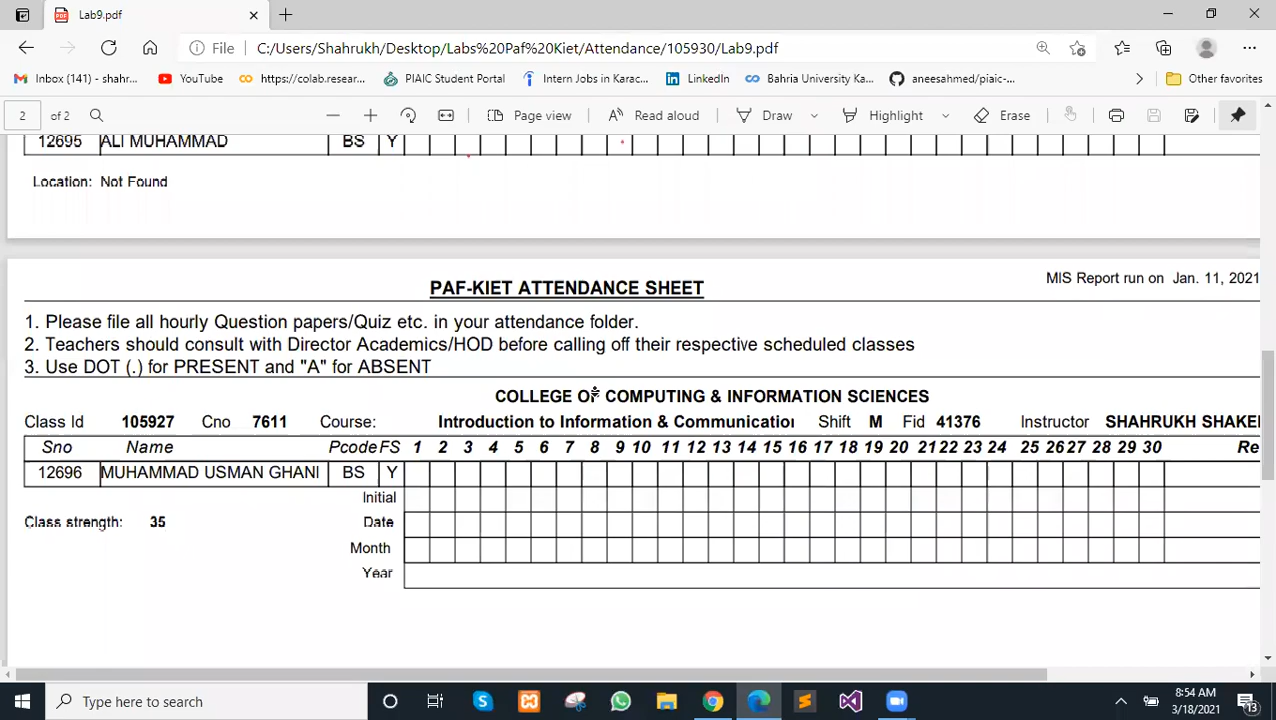 Lab9.pdf
File C:/Users/Shahrukh/Desktop/Labs%20Paf%20Kiet/Attendance/105930/Lab9.pdf
Inbox (141) - shahr... YouTube https://colab.resear... PIAIC Student Portal Intern Jobs in Karac... LinkedIn Bahria University Ka... aneesahmed/piaic-... Other favorites
2 of 2 Page view Read aloud Draw Highlight Erase
12695 ALI MUHAMMAD BS Y
Location: Not Found
PAF-KIET ATTENDANCE SHEET
MIS Report run on Jan. 11, 2021
1. Please file all hourly Question papers/Quiz etc. in your attendance folder.
2. Teachers should consult with Director Academics/HOD before calling off their respective scheduled classes
3. Use DOT (.) for PRESENT and "A" for ABSENT
COLLEGE OF COMPUTING & INFORMATION SCIENCES
Class Id 105927 Cno 7611 Course: Introduction to Information & Communication Shift M Fid 41376 Instructor SHAHRUKH SHAKE
Sno Name Pcode FS 1 2 3 4 5 6 7 8 9 10 11 12 13 14 15 16 17 18 19 20 21 22 23 24 25 26 27 28 29 30 Re
12696 MUHAMMAD USMAN GHANI BS Y
Initial
Class strength: 35 Date
Month
Year
Type here to search
8:54 AM
3/18/2021
13